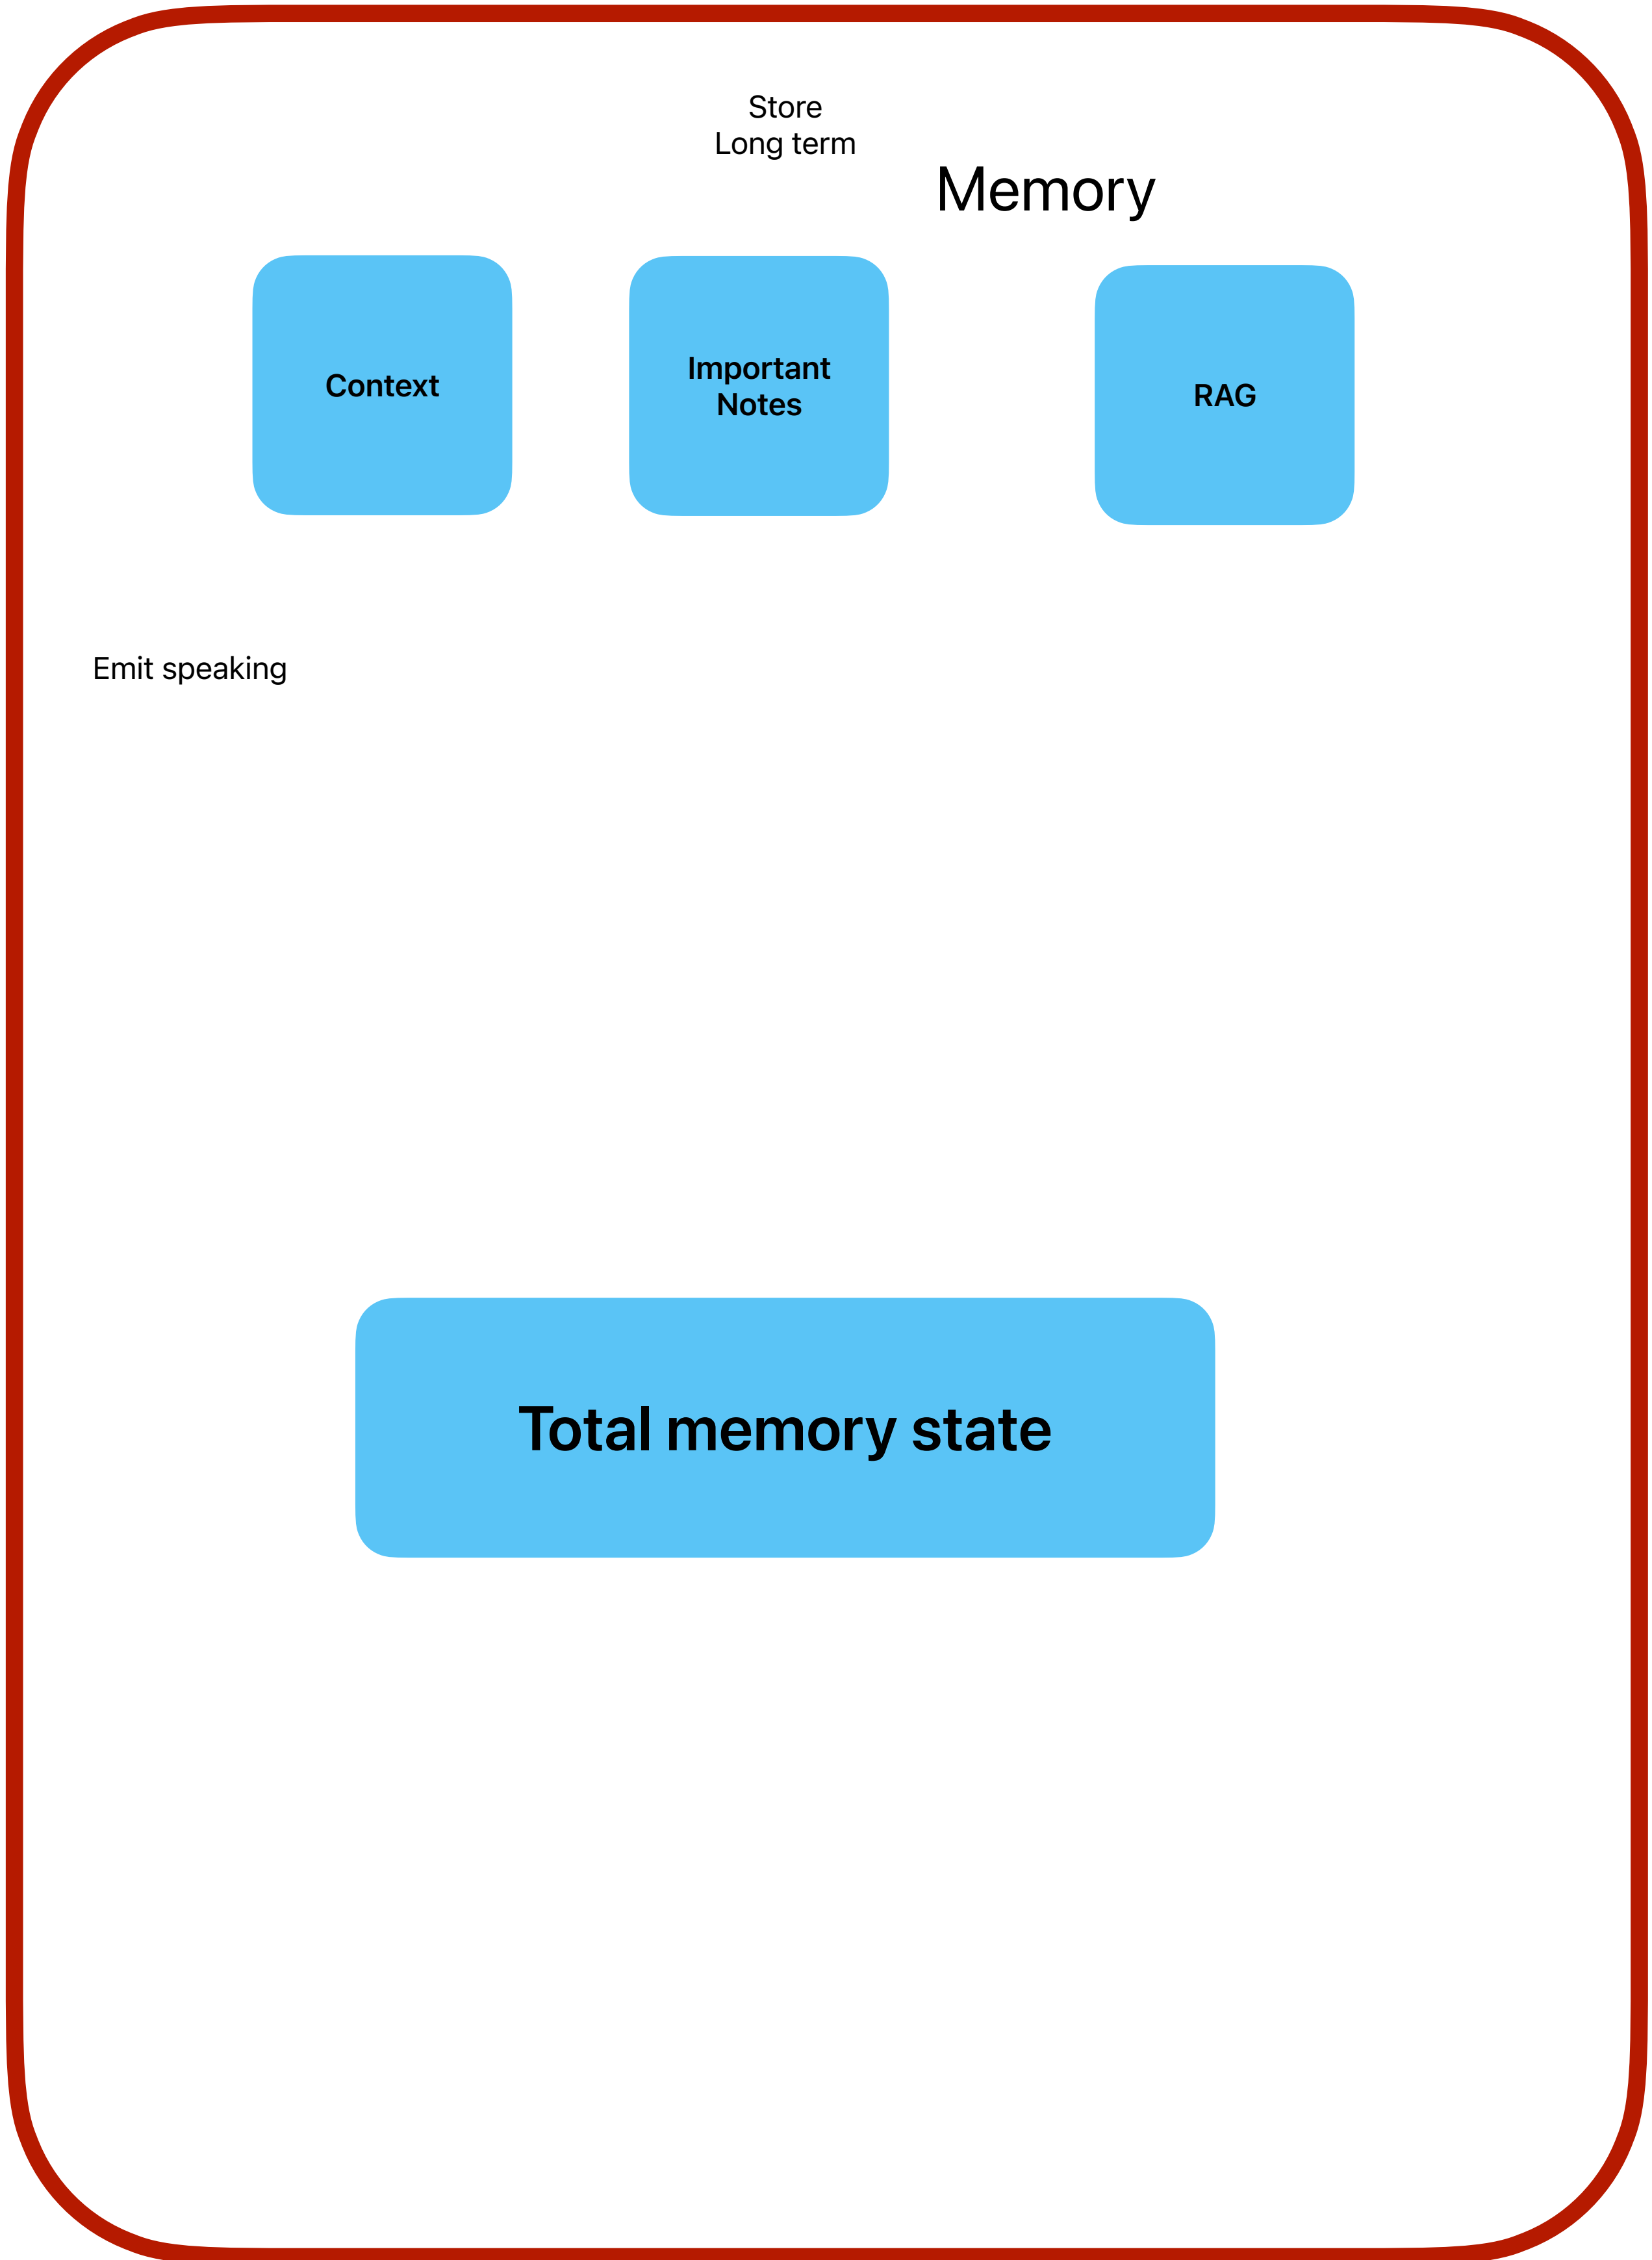 Store
Long term
Memory
Context
Important
Notes
RAG
Emit speaking
Total memory state